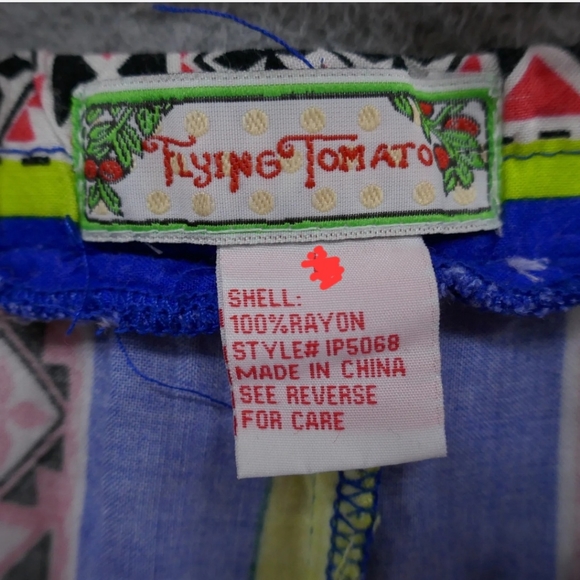 FLYING TOMATO
SHELL:
100%RAYON
STYLE# IP5068
MADE IN CHINA
SEE REVERSE
FOR CARE